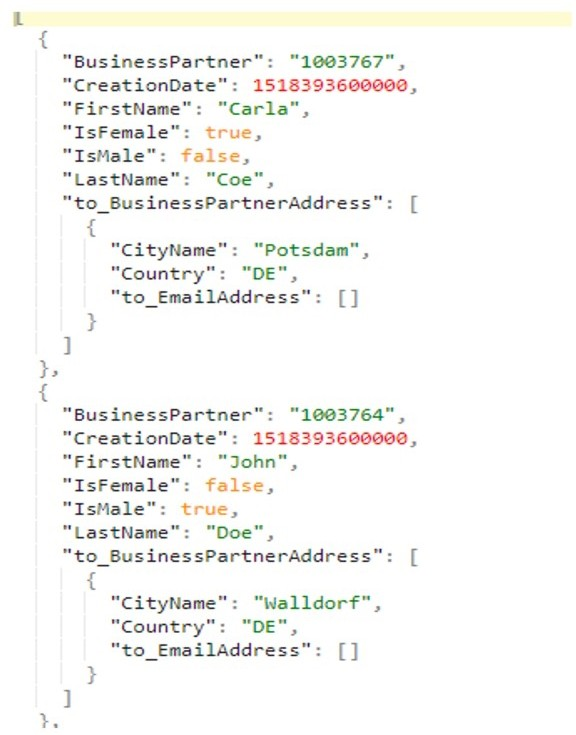 [
  {
    "BusinessPartner": "1003767",
    "CreationDate": 1518393600000,
    "FirstName": "Carla",
    "IsFemale": true,
    "IsMale": false,
    "LastName": "Coe",
    "to_BusinessPartnerAddress": [
      {
        "CityName": "Potsdam",
        "Country": "DE",
        "to_EmailAddress": []
      }
    ]
  },
  {
    "BusinessPartner": "1003764",
    "CreationDate": 1518393600000,
    "FirstName": "John",
    "IsFemale": false,
    "IsMale": true,
    "LastName": "Doe",
    "to_BusinessPartnerAddress": [
      {
        "CityName": "Walldorf",
        "Country": "DE",
        "to_EmailAddress": []
      }
    ]
  },